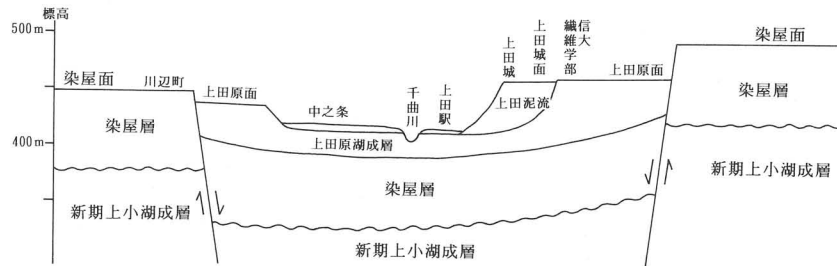 標高
500m
400m
染屋面
川辺町
上田原面
中之条
千曲川
上田駅
上田城
上田城面
信大繊維学部
上田原面
染屋面
染屋層
上田泥流
染屋層
上田原湖成層
染屋層
新期上小湖成層
新期上小湖成層
新期上小湖成層